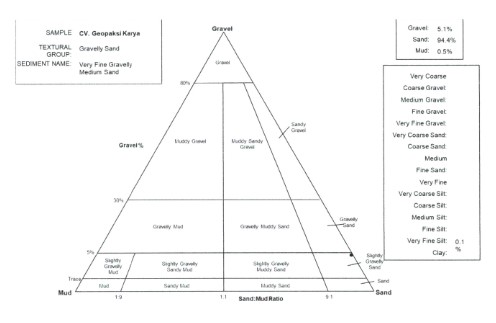 SAMPLE CV. Geopaksi Karya
TEXTURAL GROUP: Gravelly Sand
SEDIMENT NAME: Very Fine Gravelly Medium Sand
Gravel
Gravel: 5.1%
Sand: 94.4%
Mud: 0.5%
Gravel
80%
Sandy
Gravel
Gravel%
Muddy Gravel
Muddy Sandy
Gravel
30%
Gravelly Mud
Gravelly Muddy Sand
Gravelly
Sand
5%
Slightly
Gravelly
Mud
Slightly Gravelly
Sandy Mud
Slightly Gravelly
Muddy Sand
Slightly
Gravelly
Sand
Trace
Mud
Sandy Mud
Muddy Sand
Sand
Mud
1:9
1:1
9:1
Sand
Sand:Mud Ratio
Very Coarse
Coarse Gravel:
Medium Gravel:
Fine Gravel:
Very Fine Gravel:
Very Coarse Sand:
Coarse Sand:
Medium
Fine Sand:
Very Fine
Very Coarse Silt:
Coarse Silt:
Medium Silt:
Fine Silt:
Very Fine Silt: 0.1
%
Clay: